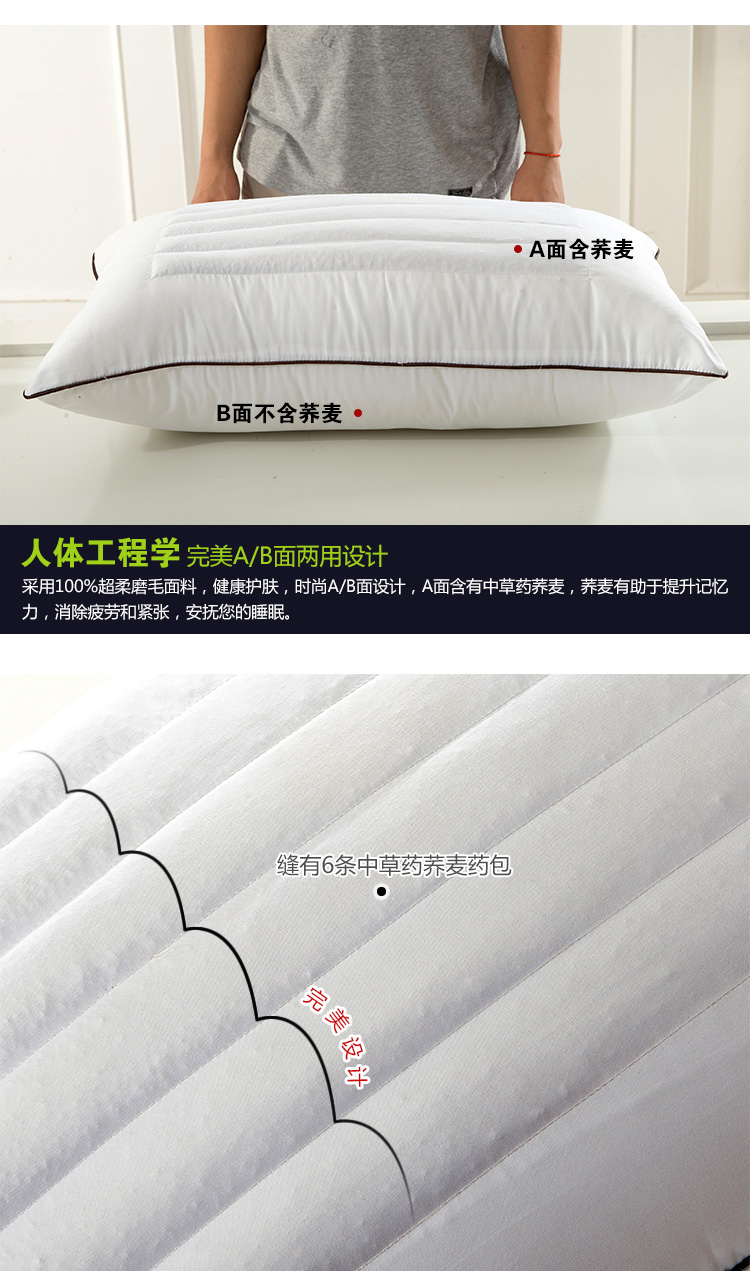 A面含荞麦
B面不含荞麦
人体工程学 完美A/B面两用设计
采用100%超柔磨毛面料，健康护肤，时尚A/B面设计，A面含有中草药荞麦，荞麦有助于提升记忆
力，消除疲劳和紧张，安抚您的睡眠。
缝有6条中草药荞麦药包
完美设计